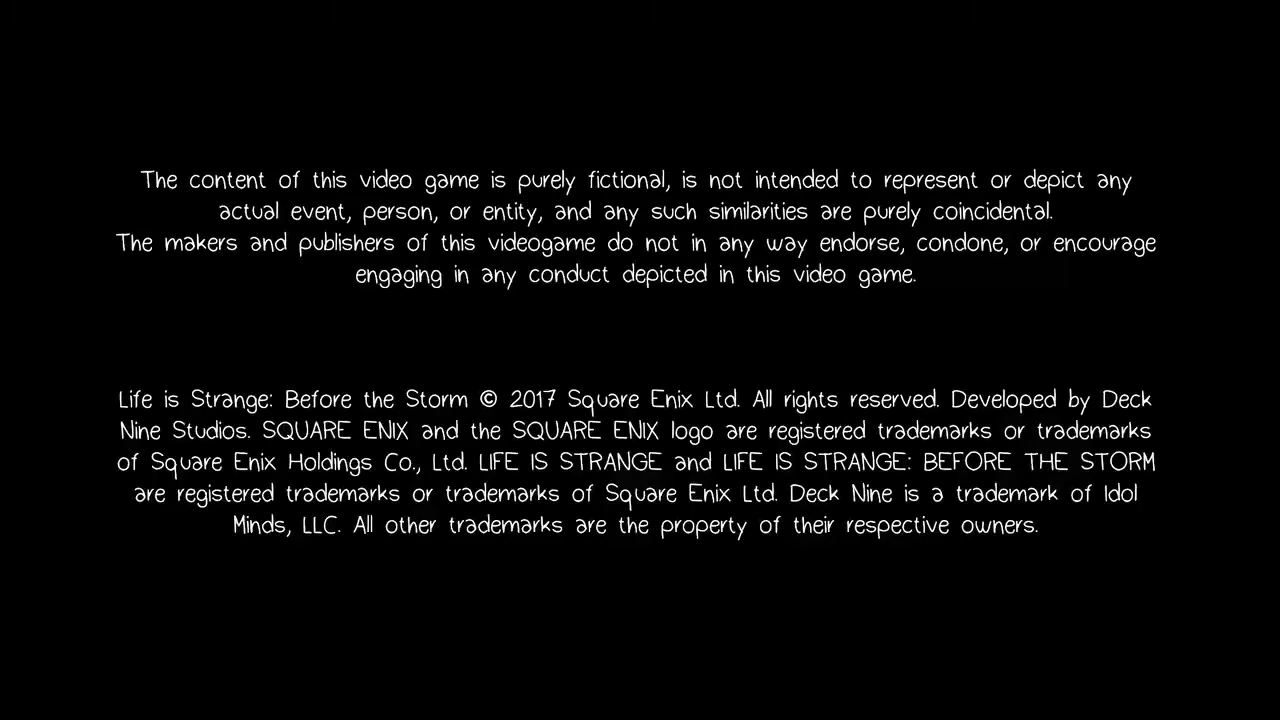 The content of this video game is purely fictional, is not intended to represent or depict any
actual event, person, or entity, and any such similarities are purely coincidental.
The makers and publishers of this videogame do not in any way endorse, condone, or encourage
engaging in any conduct depicted in this video game.
Life is Strange: Before the Storm © 2017 Square Enix Ltd. All rights reserved. Developed by Deck
Nine Studios. SQUARE ENIX and the SQUARE ENIX logo are registered trademarks or trademarks
of Square Enix Holdings Co., Ltd. LIFE IS STRANGE and LIFE IS STRANGE: BEFORE THE STORM
are registered trademarks or trademarks of Square Enix Ltd. Deck Nine is a trademark of Idol
Minds, LLC. All other trademarks are the property of their respective owners.